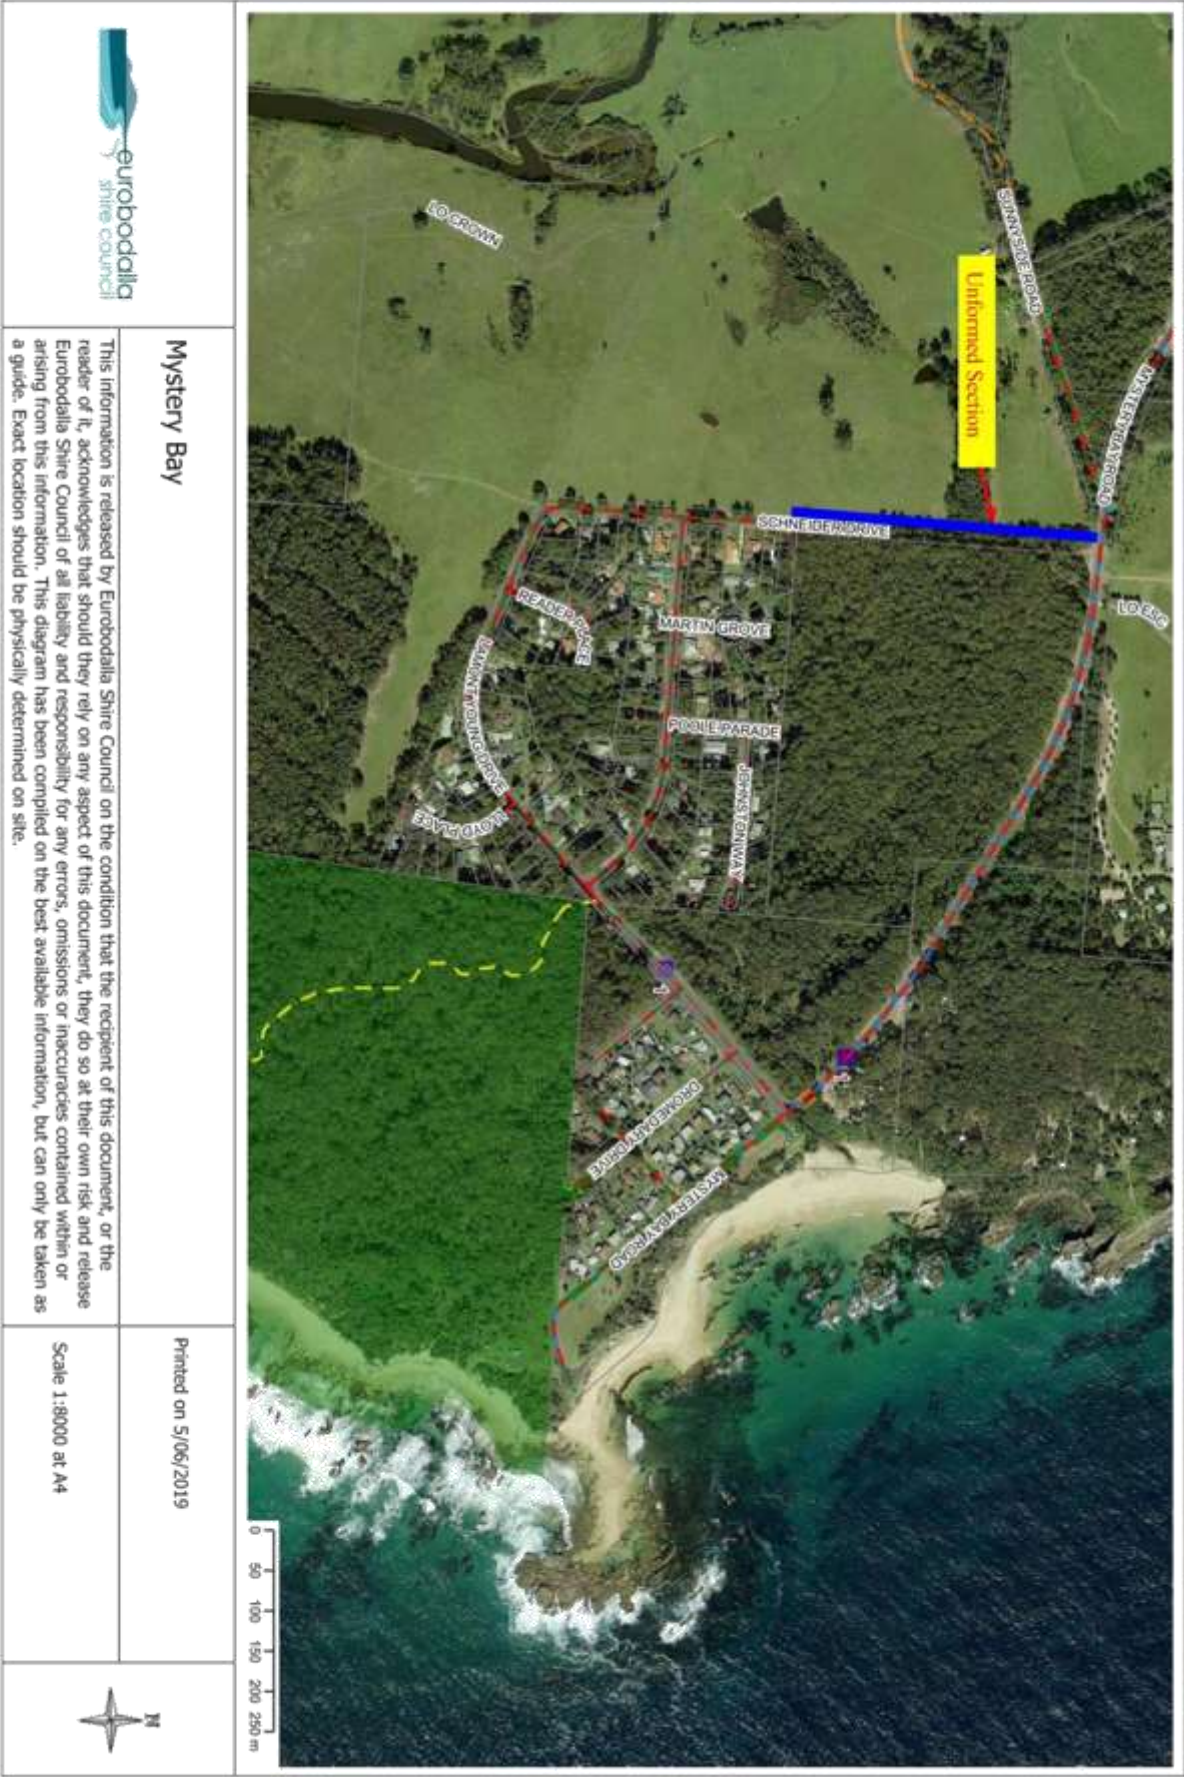 SUNNYSIDE ROAD
MYSTERY BAY ROAD
LO CROWN
Unformed Section
SCHNEIDER DRIVE
LO ESC
READER PLACE
MARTIN GROVE
LAMONT YOUNG DRIVE
POOLE PARADE
JOHNSTON WAY
LLOYD PLACE
1
1
DROMEDARY DRIVE
MYSTERY BAY ROAD
0 50 100 150 200 250 m
eurobodalla
shire council
Mystery Bay
This information is released by Eurobodalla Shire Council on the condition that the recipient of this document, or the
reader of it, acknowledges that should they rely on any aspect of this document, they do so at their own risk and release
Eurobodalla Shire Council of all liability and responsibility for any errors, omissions or inaccuracies contained within or
arising from this information. This diagram has been compiled on the best available information, but can only be taken as
a guide. Exact location should be physically determined on site.
Printed on 5/06/2019
Scale 1:8000 at A4
N